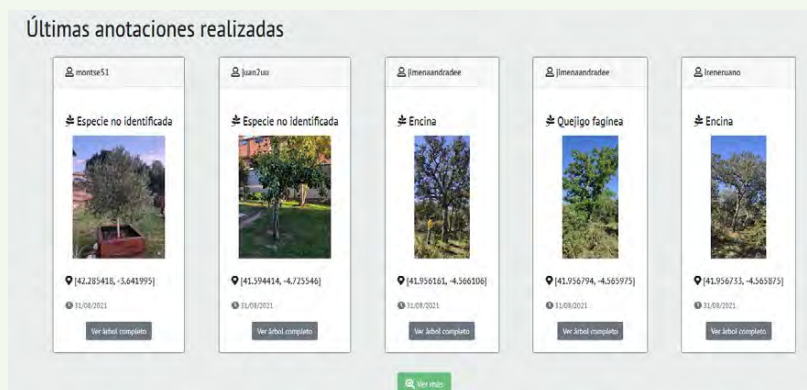 Últimas anotaciones realizadas
montse51
Especie no identificada
[42.285418, -3.641995]
31/08/2021
Ver árbol completo
juan2uu
Especie no identificada
[41.594414, -4.725546]
31/08/2021
Ver árbol completo
jimenaandradee
Encina
[41.956161, -4.566106]
31/08/2021
Ver árbol completo
jimenaandradee
Quejigo faginea
[41.956794, -4.565975]
31/08/2021
Ver árbol completo
ireneruano
Encina
[41.956733, -4.565875]
31/08/2021
Ver árbol completo
Ver más